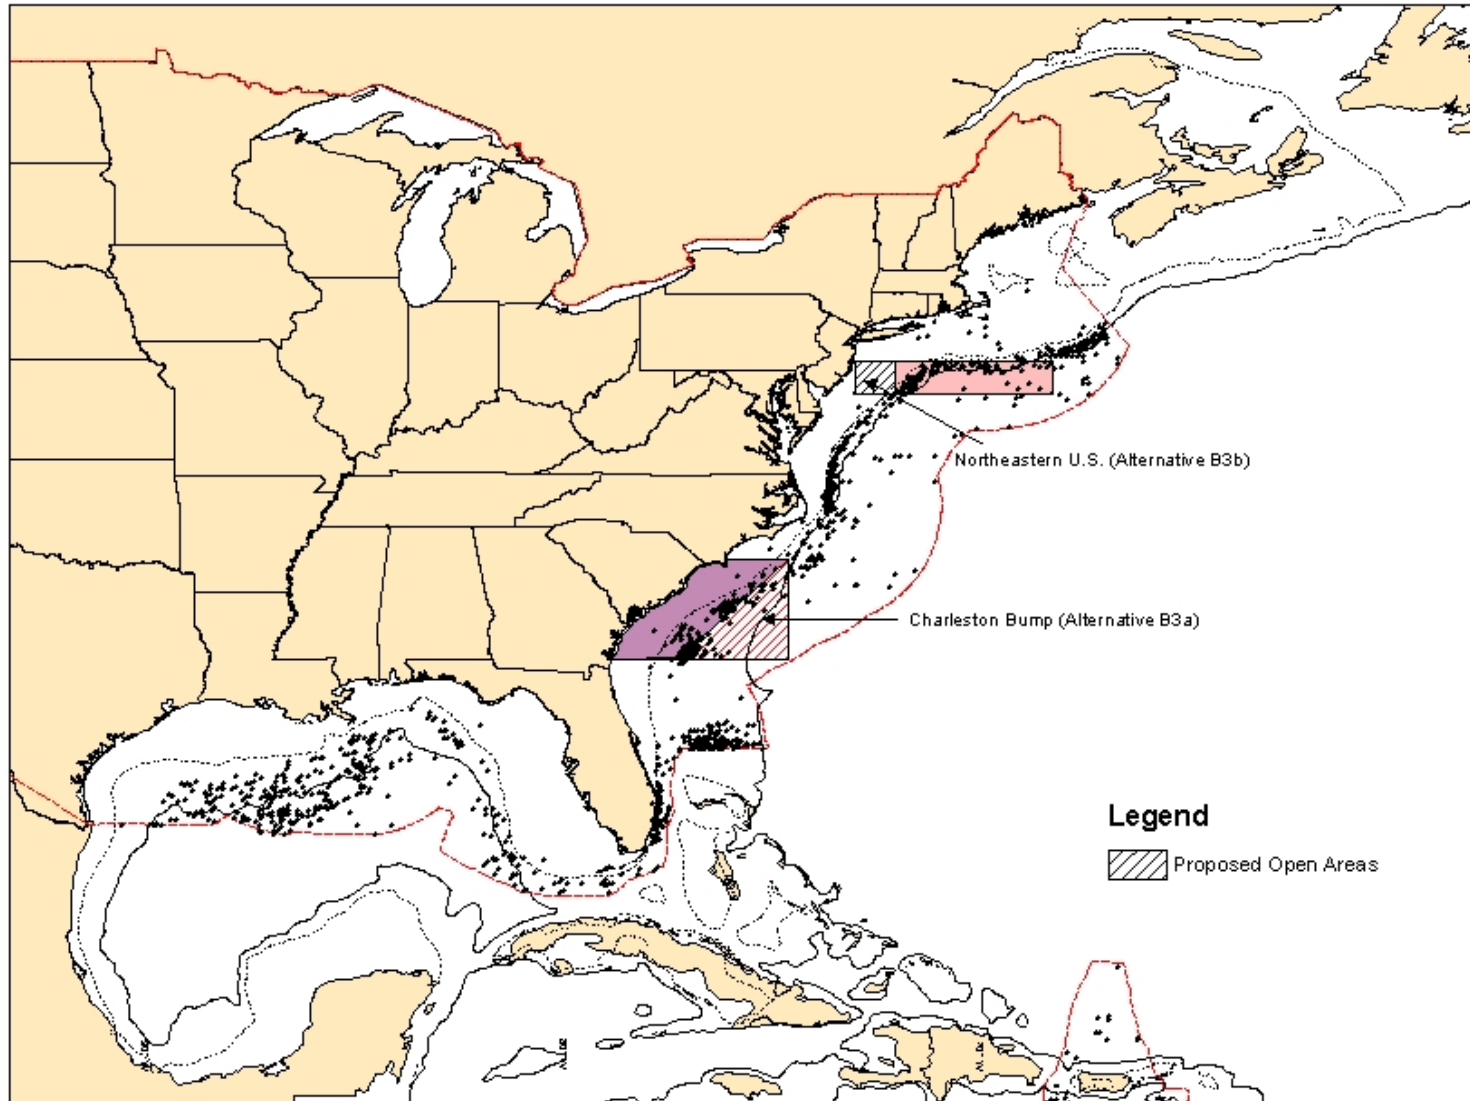 Northeastern U.S. (Alternative B3b)
Charleston Bump (Alternative B3a)
Legend
Proposed Open Areas